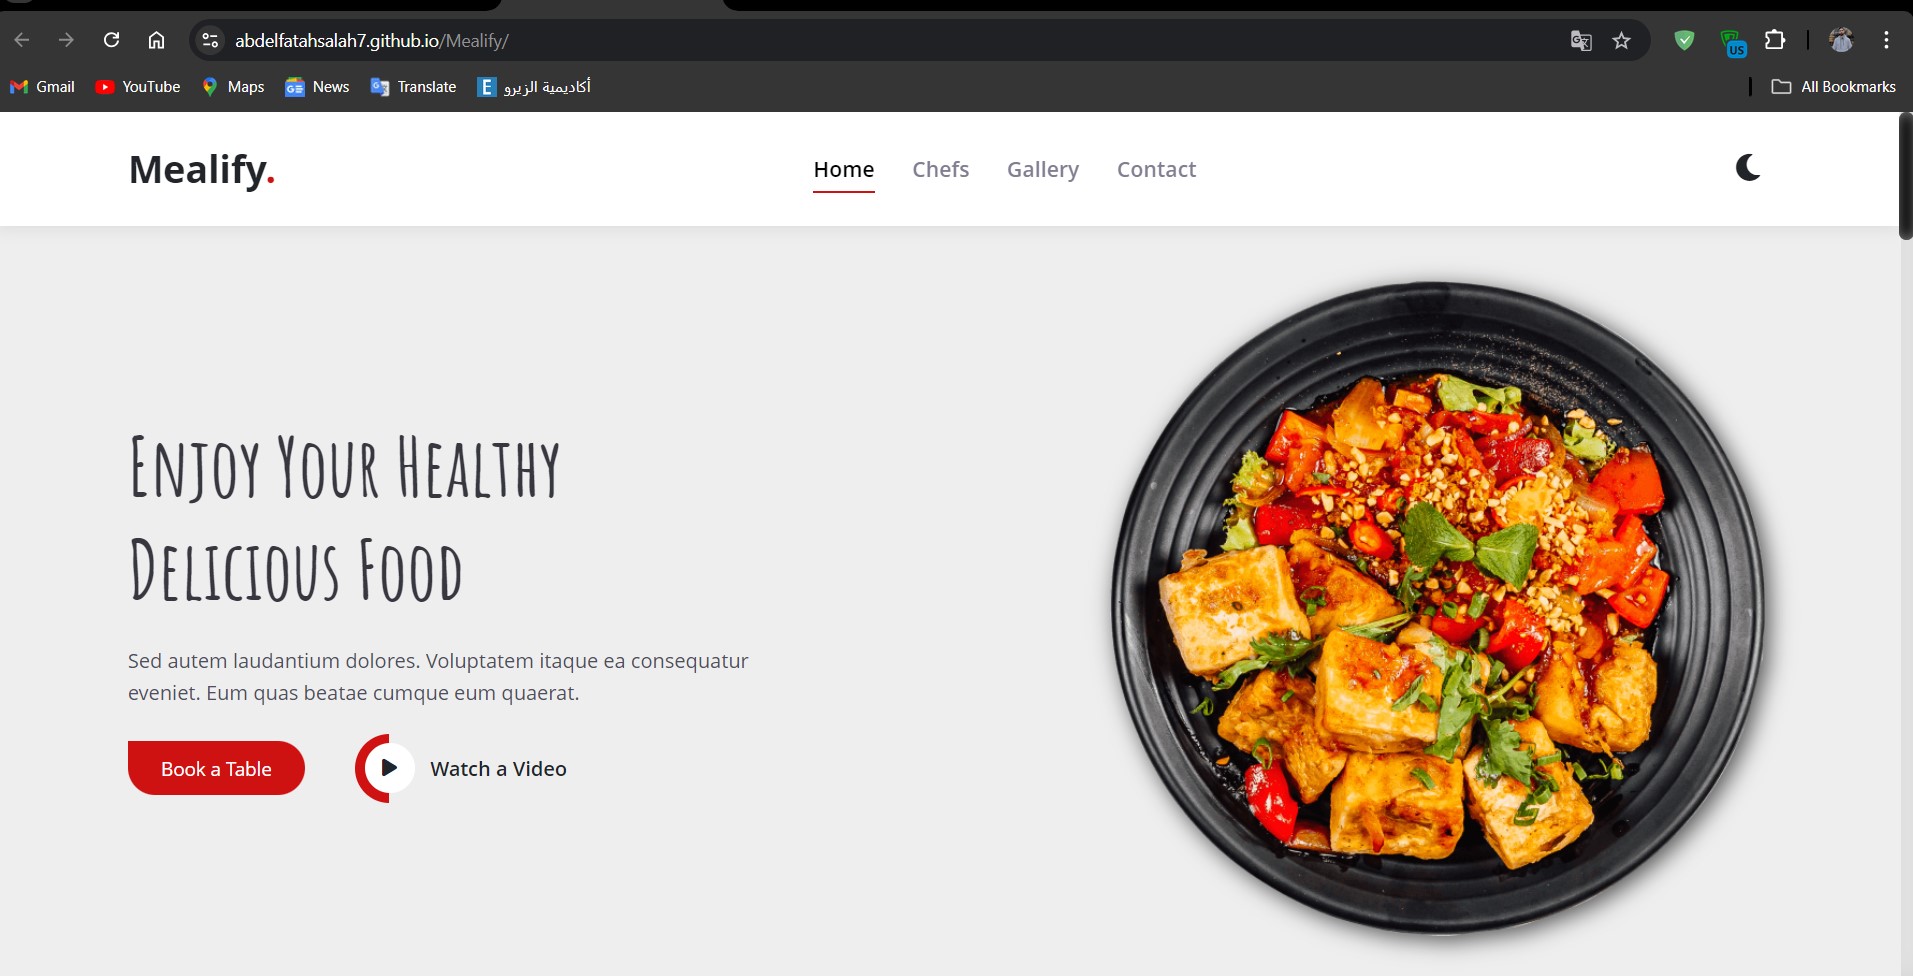 abdelfatahsalah7.github.io/Mealify/
US
Gmail YouTube Maps News Translate أكاديمية الزيرو All Bookmarks
Mealify. Home Chefs Gallery Contact
Enjoy Your Healthy
Delicious Food
Sed autem laudantium dolores. Voluptatem itaque ea consequatur
eveniet. Eum quas beatae cumque eum quaerat.
Book a Table Watch a Video